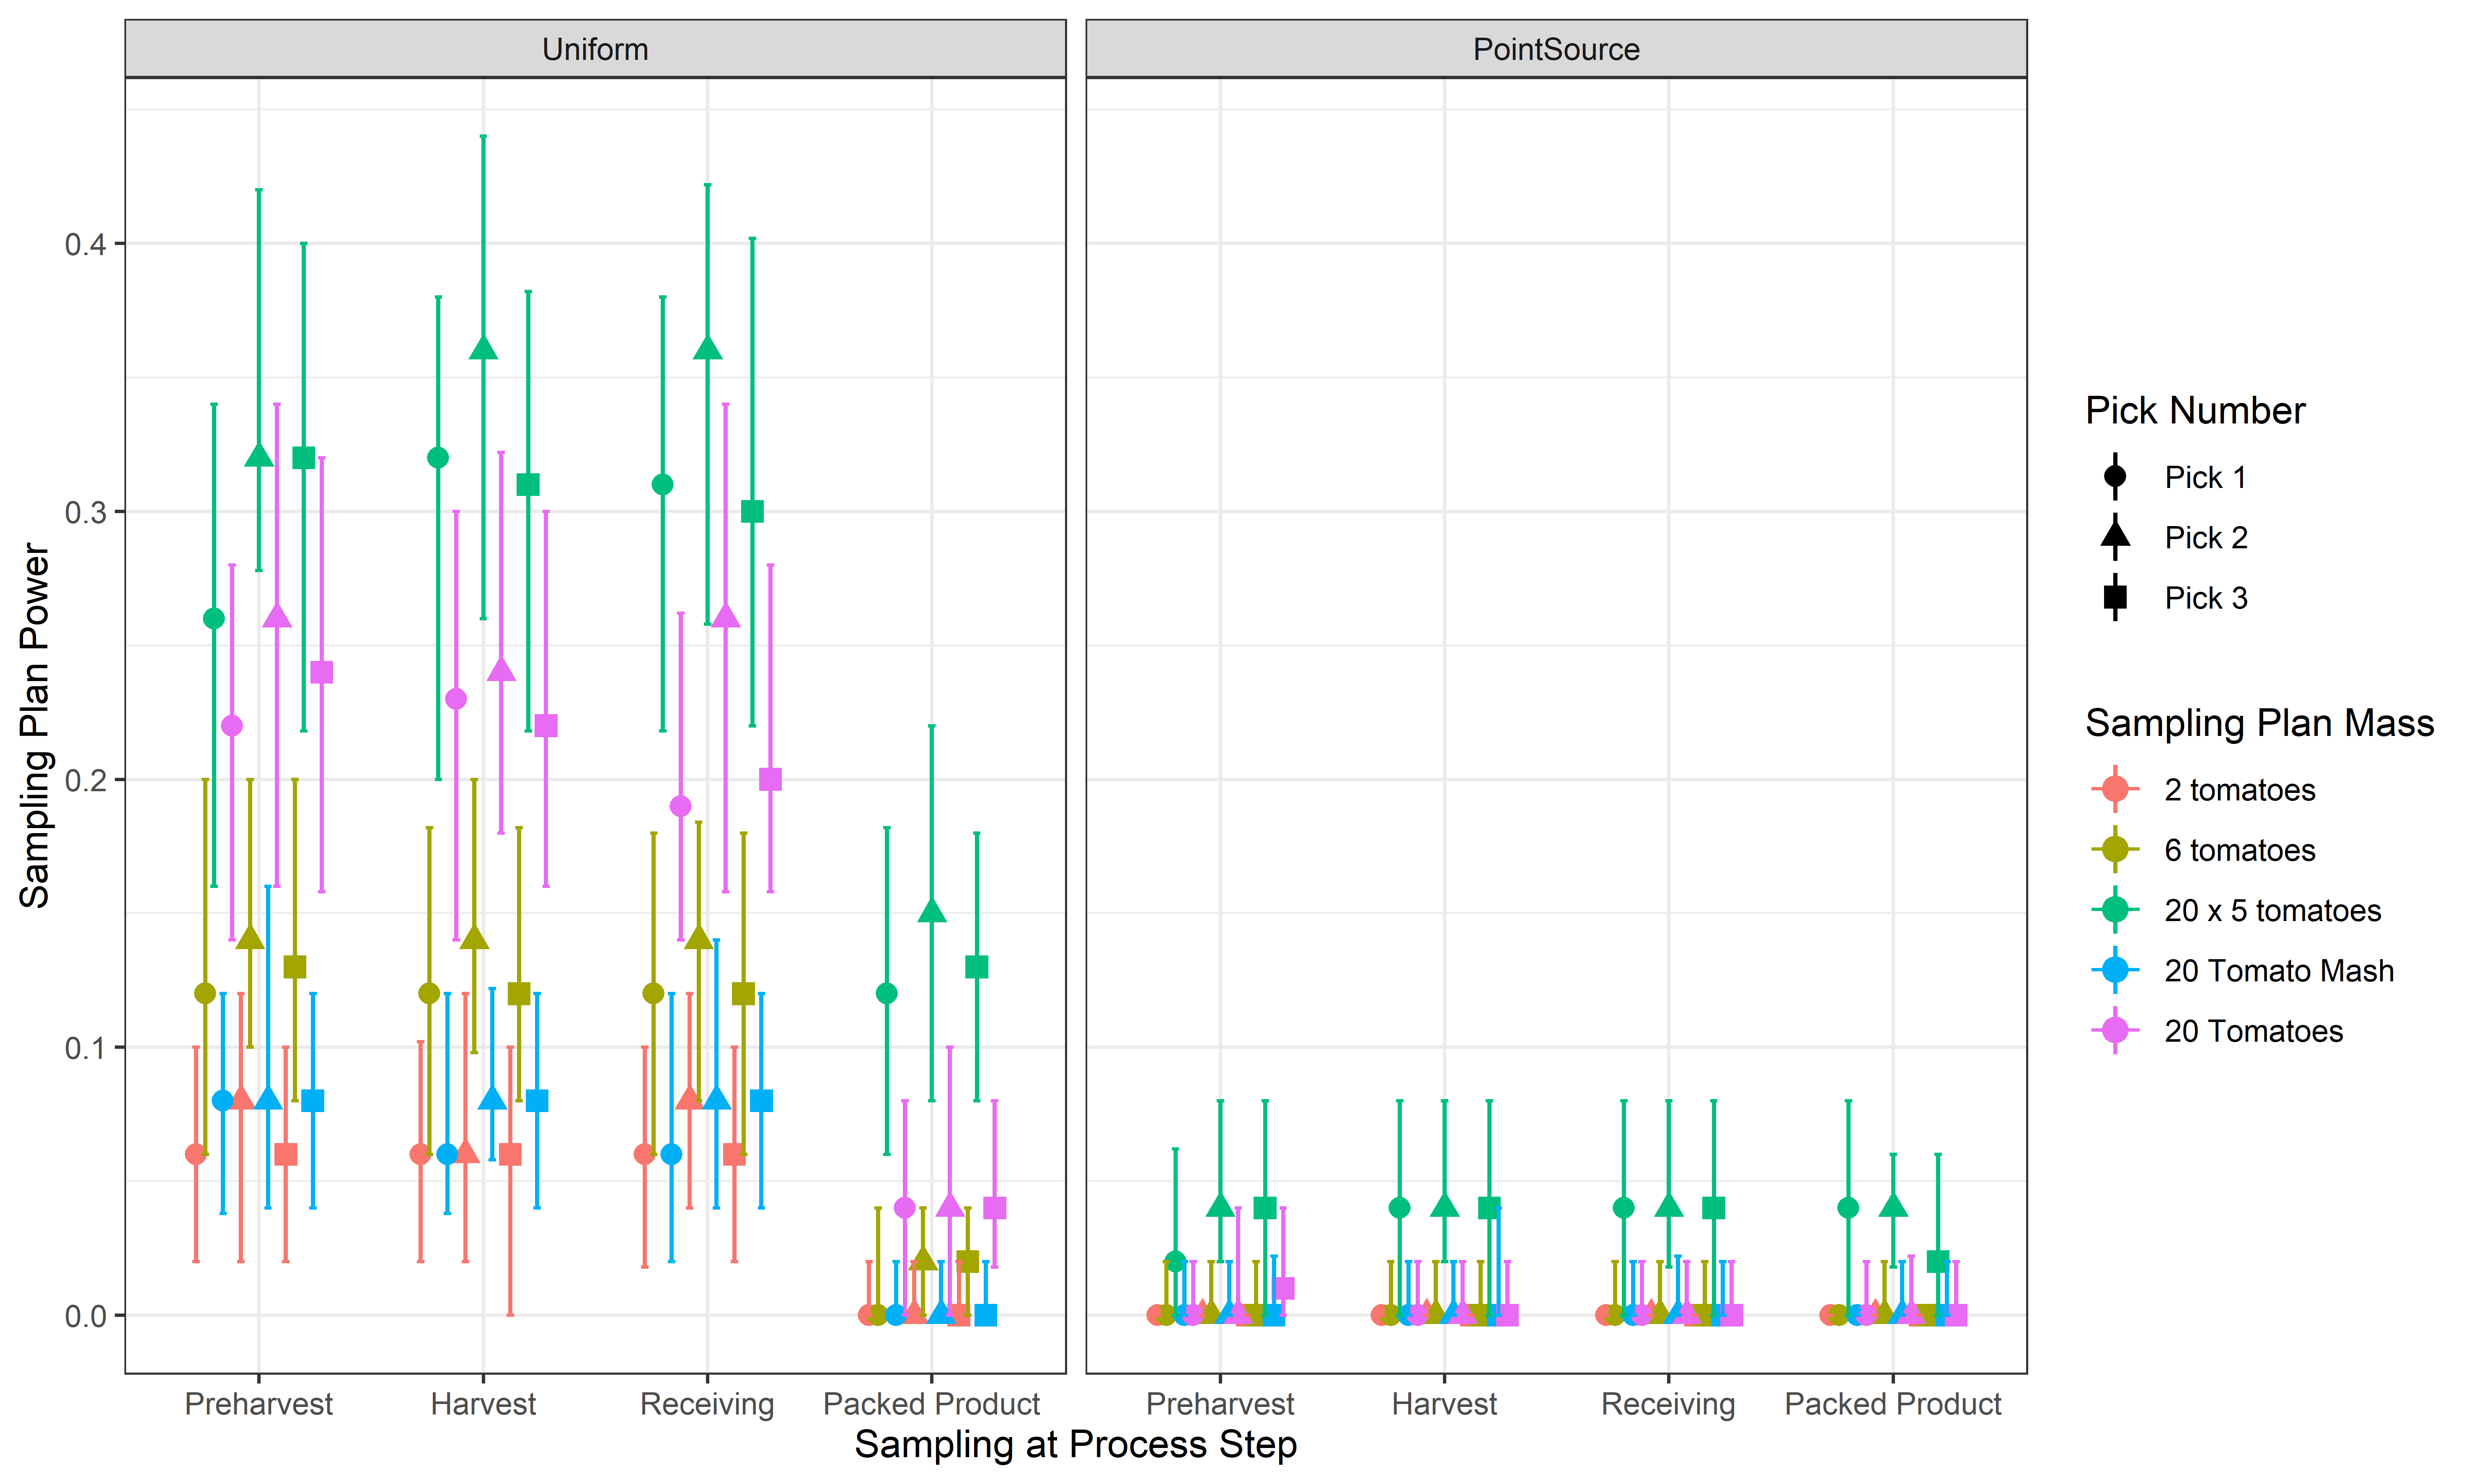 Uniform
PointSource
Sampling Plan Power
0.4
0.3
0.2
0.1
0.0
Preharvest
Harvest
Receiving
Packed Product
Preharvest
Harvest
Receiving
Packed Product
Sampling at Process Step
Pick Number
Pick 1
Pick 2
Pick 3
Sampling Plan Mass
2 tomatoes
6 tomatoes
20 x 5 tomatoes
20 Tomato Mash
20 Tomatoes